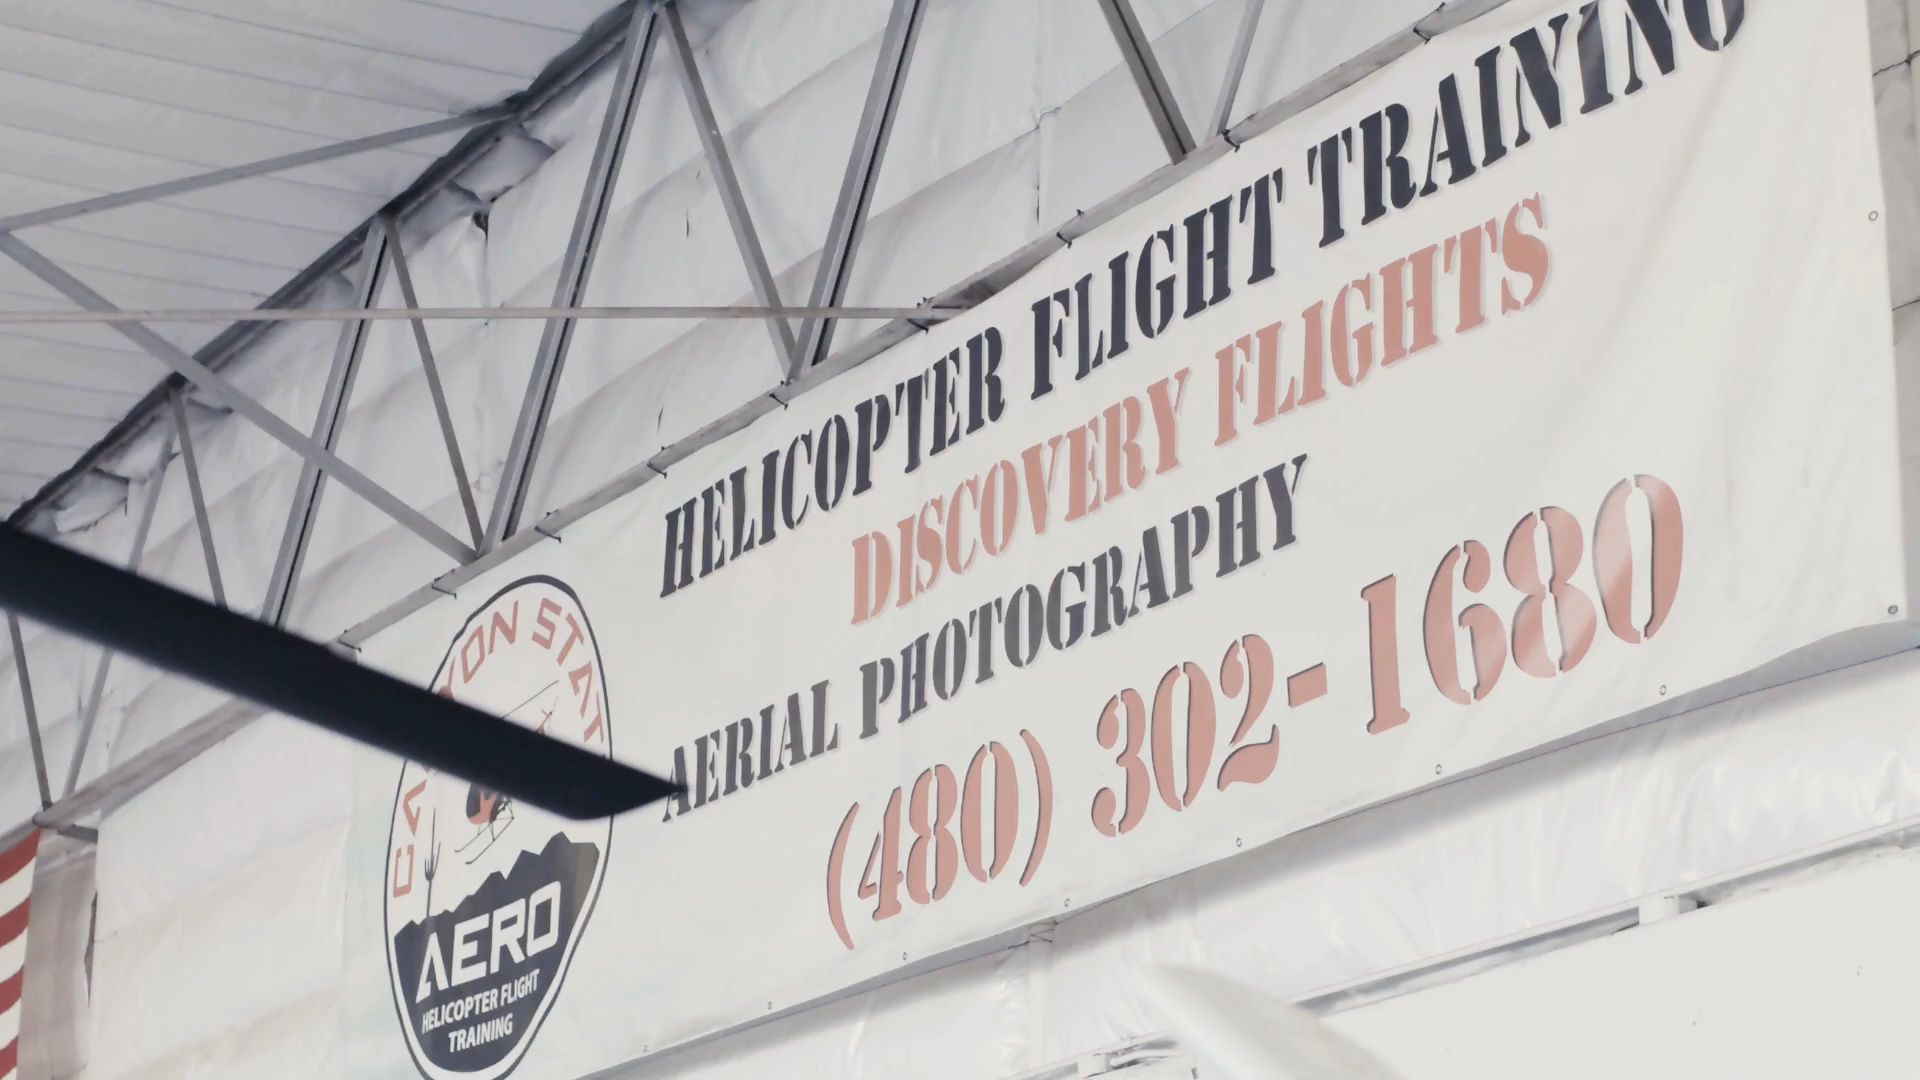 HELICOPTER FLIGHT TRAINING
DISCOVERY FLIGHTS
AERIAL PHOTOGRAPHY
(480) 302-1680
AERO
HELICOPTER FLIGHT
TRAINING